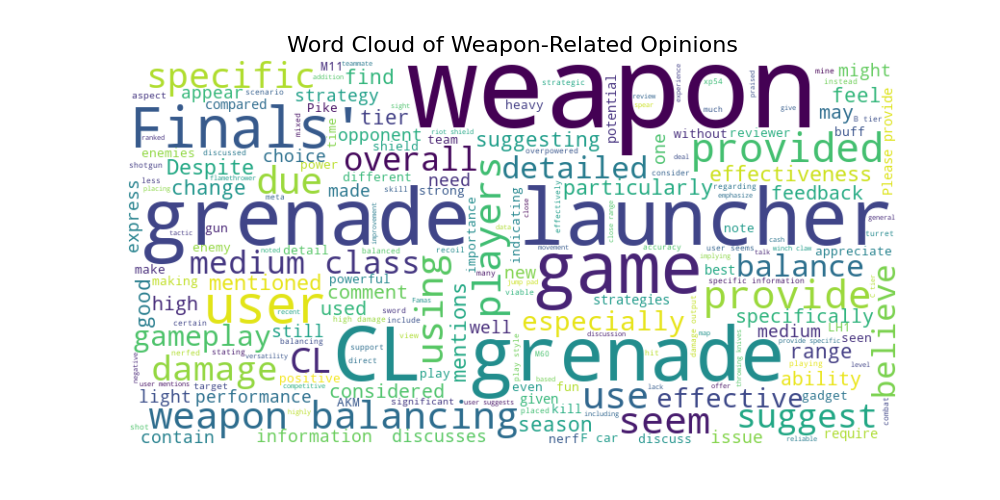 Word Cloud of Weapon-Related Opinions
M11 teammate
specific
appear scenario
find
weapon
strategic
might
aspect
compared
strategy
heavy
potential
review
spear
experience
ap54
much
praised
mine
give
instead
feel
Finals'
time
mixed
Pike
tier
sight
riot shield
overpowered
may
B tier
ranked
opponent
team
suggesting
one
without
reviewer
buff
shotgun
enemies
discussed
choice
shield
provided
Please provide
Despite
flamethrower
power
overall
detailed
consider
deal
regarding
effectiveness
less
placing
change
due
made
different
need
players
particularly
emphasize
feedback
express
meta
skill
strong
importance
indicating
effectively
close
close range
note
general
grenade launcher
tactic
gun
improvement
enemy
noted
detail
balanced
recoil
data
movement
accuracy
user seems
cash
talk
winch claw
appreciate
turret
medium class
using
many
new
game
best
specific information
implying
balance
make
making
mentioned
powerful
jump pad
viable
provide
tier
good
high
user
recent
comment
Famas
sword
strategies
specifically
believe
certain
high damage
used
include
mentions
well
especially
damage output
map
medium
LH1
seen
gameplay
still
view
M60
play style
discussion
hit
throwing knives
provide specific
range
negative
nerfed
stating
balancing
versatility
CL
CL grenade
playing
level
damage
support
direct
play
based
lack
offer
ability
user mentions
positive
competitive
considered
even
fun
use
effective
gadget
combat
light
target
performance
AKM
significant
user suggests
given
placed
kill
including
seem
suggest
shot
highly
weapon balancing
season
reliable
contain
information
discusses
nerf
F
car
discuss
issue
require